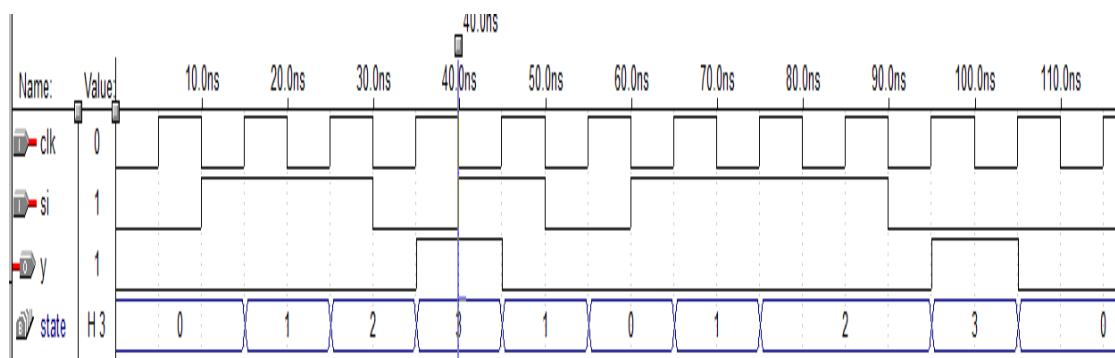 40.0ns
Name: Value: 10.0ns 20.0ns 30.0ns 40.0ns 50.0ns 60.0ns 70.0ns 80.0ns 90.0ns 100.0ns 110.0ns
clk 0
si 1
y 1
state H 3 0 1 2 3 1 0 1 2 3 0